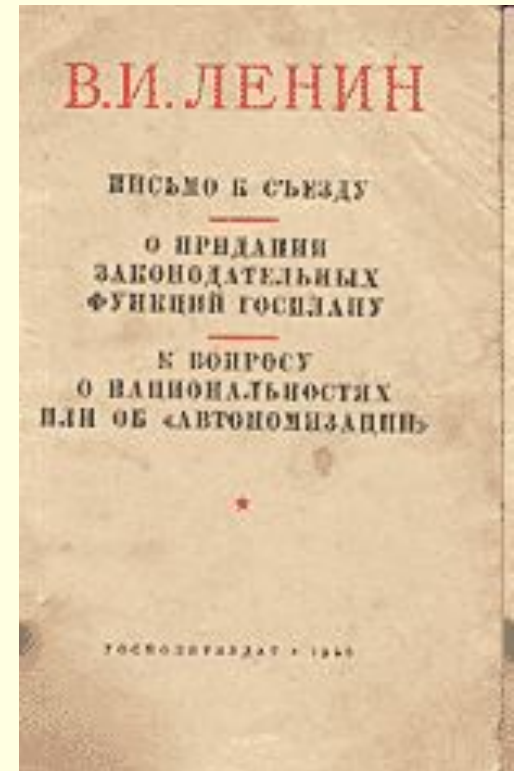 В.И. ЛЕНИН
ПИСЬМО К СЪЕЗДУ
О ПРИДАНИИ
ЗАКОНОДАТЕЛЬНЫХ
ФУНКЦИЙ ГОСПЛАНУ
К ВОПРОСУ
О НАЦИОНАЛЬНОСТЯХ
ИЛИ ОБ «АВТОНОМИЗАЦИИ»
ГОСПОЛИТИЗДАТ